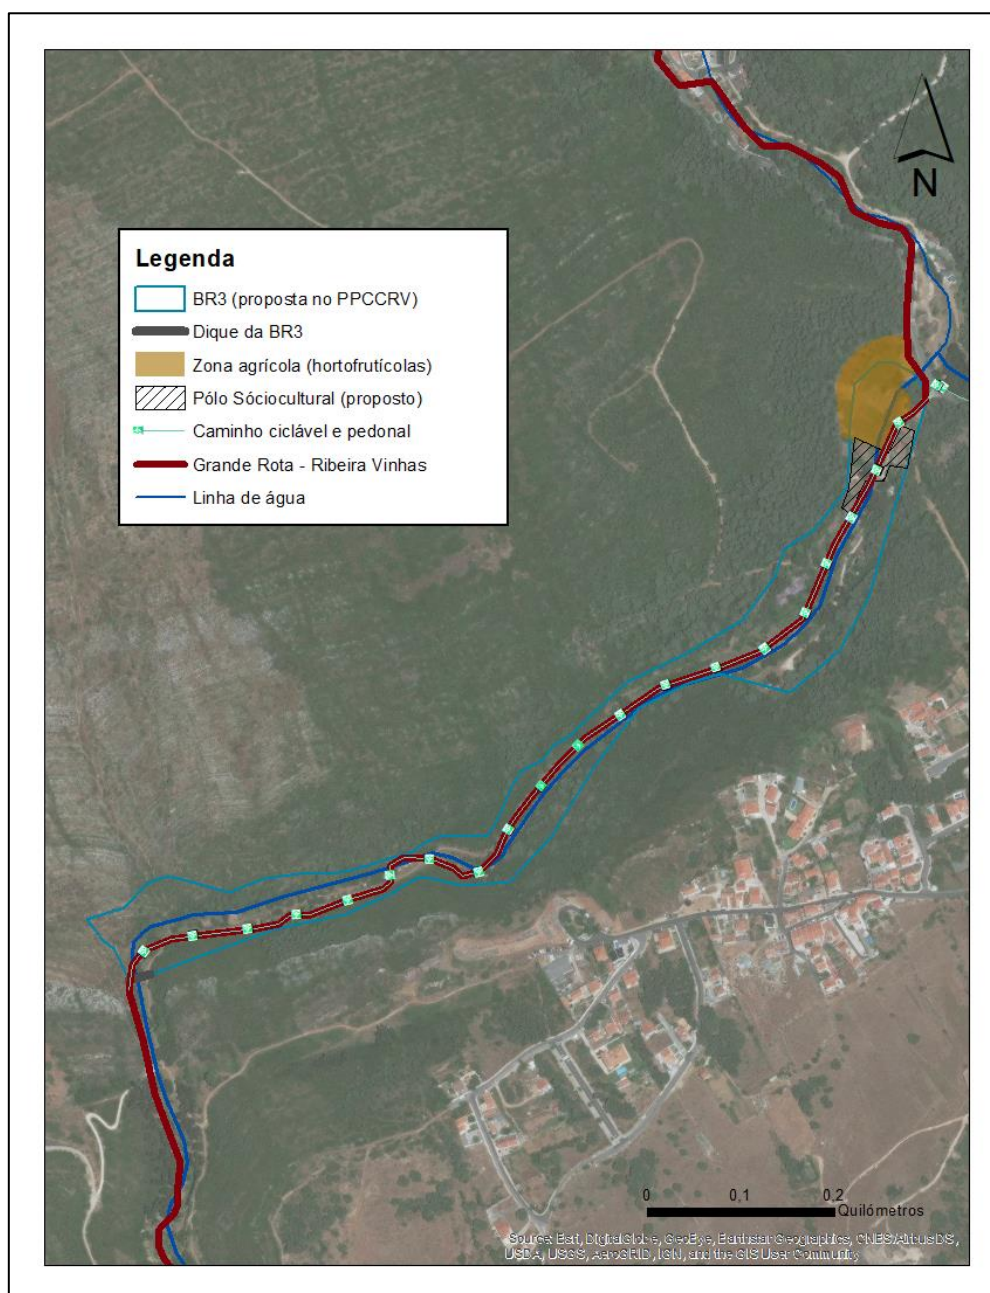 N
Legenda
BR3 (proposta no PPCCRV)
Dique da BR3
Zona agrícola (hortofrutícolas)
Pólo Sóciocultural (proposto)
Caminho ciclável e pedonal
Grande Rota - Ribeira Vinhas
Linha de água
0 0,1 0,2
Quilómetros
Source: Esri, DigitalGlobe, GeoEye, Earthstar Geographics, CNES/Airbus DS,
USDA, USGS, AeroGRID, IGN, and the GIS User Community